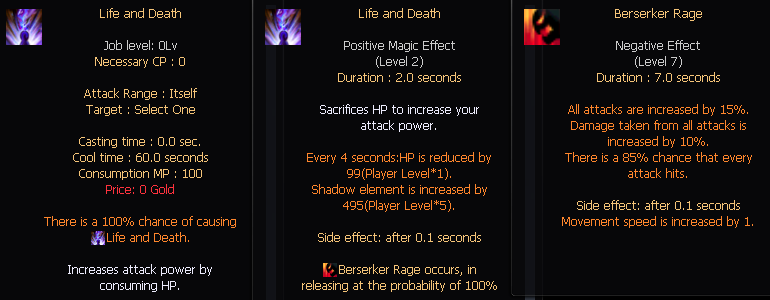 Life and Death
Job level: 0Lv
Necessary CP : 0
Attack Range : Itself
Target : Select One
Casting time : 0.0 sec.
Cool time : 60.0 seconds
Consumption MP : 100
Price: 0 Gold
There is a 100% chance of causing
Life and Death.
Increases attack power by
consuming HP.
Life and Death
Positive Magic Effect
(Level 2)
Duration : 2.0 seconds
Sacrifices HP to increase your
attack power.
Every 4 seconds:HP is reduced by
99(Player Level*1).
Shadow element is increased by
495(Player Level*5).
Side effect: after 0.1 seconds
Berserker Rage occurs, in
releasing at the probability of 100%
Berserker Rage
Negative Effect
(Level 7)
Duration : 7.0 seconds
All attacks are increased by 15%.
Damage taken from all attacks is
increased by 10%.
There is a 85% chance that every
attack hits.
Side effect: after 0.1 seconds
Movement speed is increased by 1.